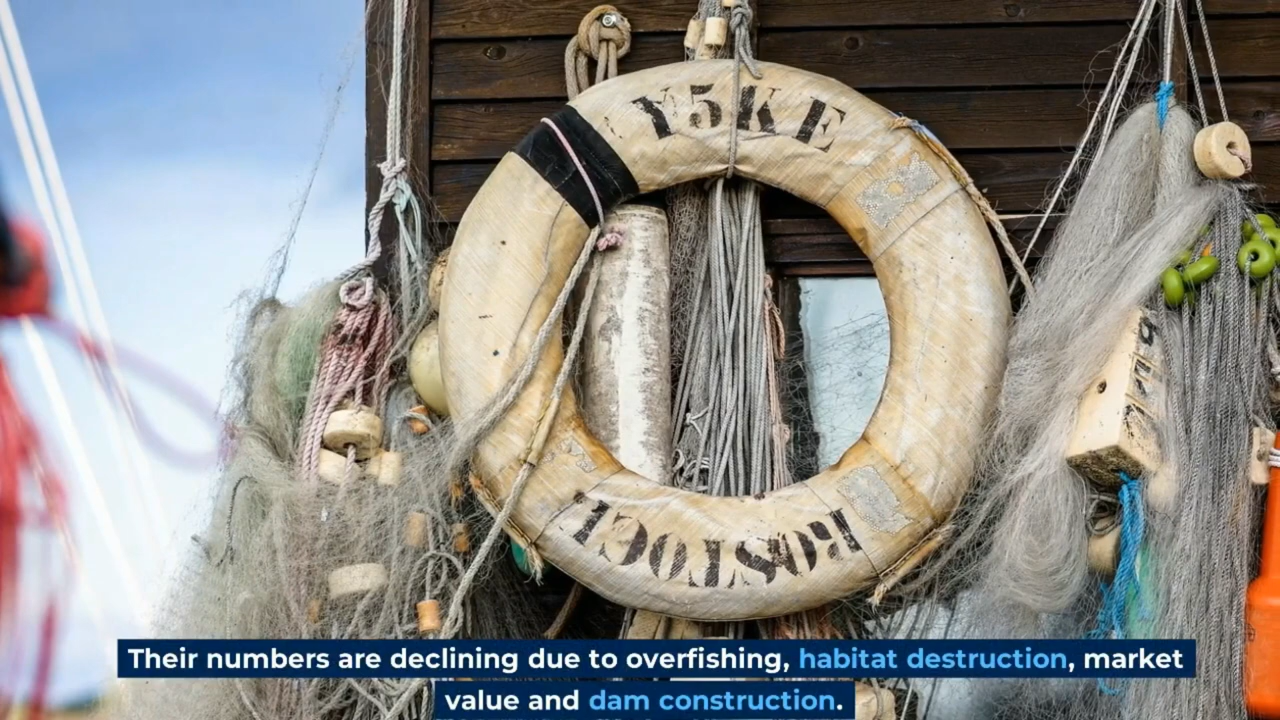 Y5KE
ROSTOCK
Their numbers are declining due to overfishing, habitat destruction, market
value and dam construction.